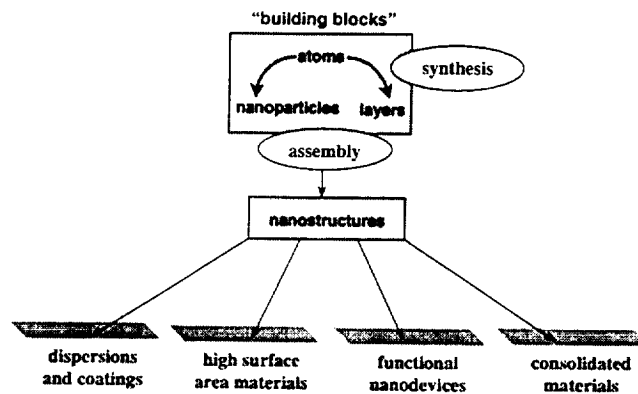 “building blocks”
atoms
synthesis
nanoparticles layers
assembly
nanostructures
dispersions
and coatings
high surface
area materials
functional
nanodevices
consolidated
materials